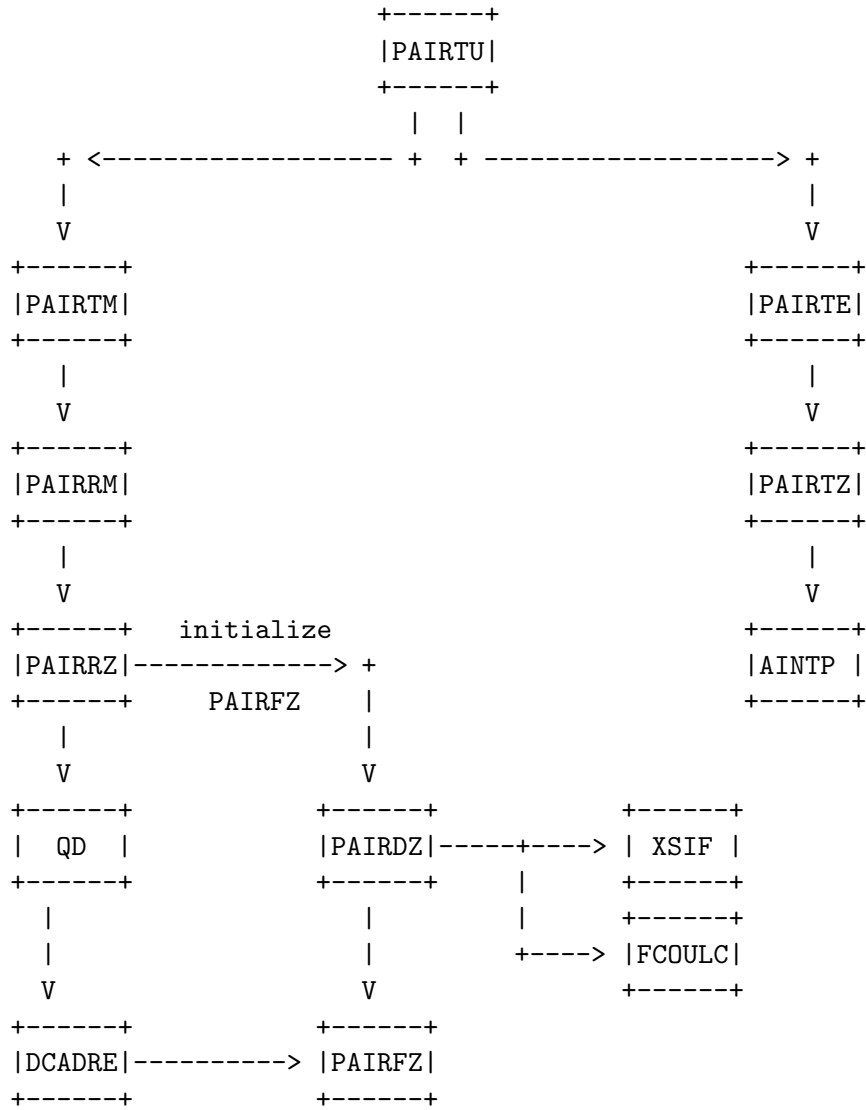 PAIRTU
PAIRTM PAIRTE
PAIRRM PAIRTZ
initialize
PAIRRZ AINTP
PAIRFZ
QD PAIRDZ XSIF
FCOULC
DCADRE PAIRFZ